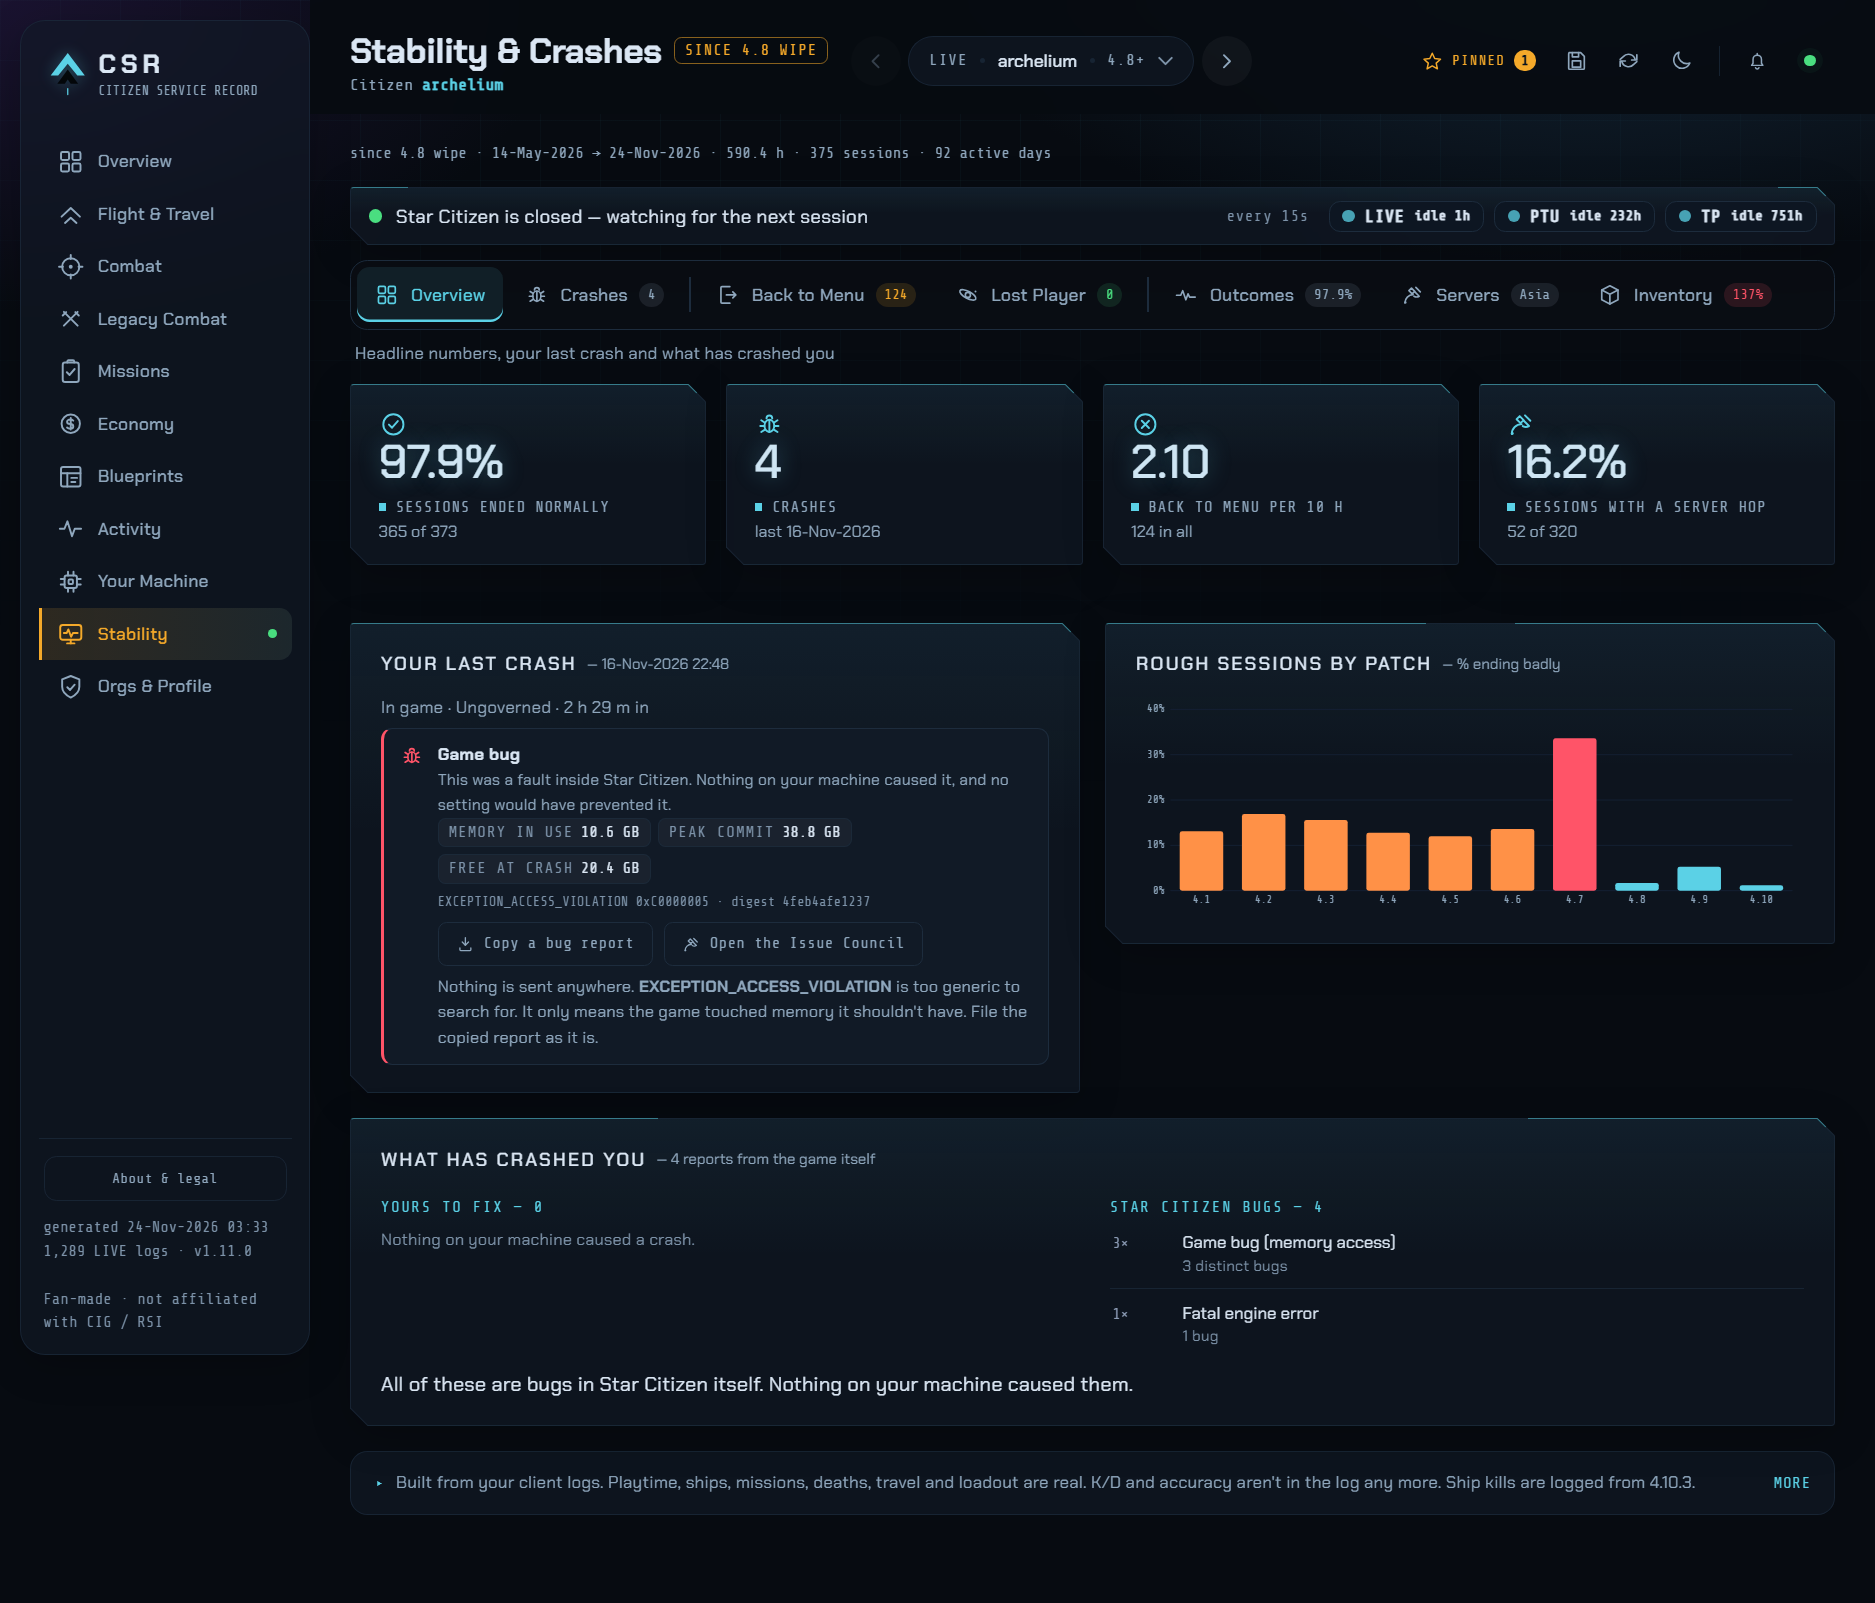 CSR
CITIZEN SERVICE RECORD
Overview
Flight & Travel
Combat
Legacy Combat
Missions
Economy
Blueprints
Activity
Your Machine
Stability
Orgs & Profile
About & legal
generated 24-Nov-2026 03:33
1,289 LIVE logs · v1.11.0
Fan-made · not affiliated
with CIG / RSI
Stability & Crashes
SINCE 4.8 WIPE
Citizen archelium
LIVE · archelium · 4.8+
PINNED 1
since 4.8 wipe · 14-May-2026 → 24-Nov-2026 · 590.4 h · 375 sessions · 92 active days
Star Citizen is closed — watching for the next session
every 15s
LIVE idle 1h
PTU idle 232h
TP idle 751h
Overview
Crashes 4
Back to Menu 124
Lost Player 0
Outcomes 97.9%
Servers Asia
Inventory 137%
Headline numbers, your last crash and what has crashed you
97.9%
SESSIONS ENDED NORMALLY
365 of 373
4
CRASHES
last 16-Nov-2026
2.10
BACK TO MENU PER 10 H
124 in all
16.2%
SESSIONS WITH A SERVER HOP
52 of 320
YOUR LAST CRASH — 16-Nov-2026 22:48
In game · Ungoverned · 2 h 29 m in
Game bug
This was a fault inside Star Citizen. Nothing on your machine caused it, and no
setting would have prevented it.
MEMORY IN USE 10.6 GB
PEAK COMMIT 38.8 GB
FREE AT CRASH 20.4 GB
EXCEPTION_ACCESS_VIOLATION 0xC0000005 · digest 4feb4afe1237
Copy a bug report
Open the Issue Council
Nothing is sent anywhere. EXCEPTION_ACCESS_VIOLATION is too generic to
search for. It only means the game touched memory it shouldn't have. File the
copied report as it is.
ROUGH SESSIONS BY PATCH — % ending badly
40%
30%
20%
10%
0%
4.1 4.2 4.3 4.4 4.5 4.6 4.7 4.8 4.9 4.10
WHAT HAS CRASHED YOU — 4 reports from the game itself
YOURS TO FIX — 0
Nothing on your machine caused a crash.
STAR CITIZEN BUGS — 4
3× Game bug (memory access)
3 distinct bugs
1× Fatal engine error
1 bug
All of these are bugs in Star Citizen itself. Nothing on your machine caused them.
Built from your client logs. Playtime, ships, missions, deaths, travel and loadout are real. K/D and accuracy aren't in the log any more. Ship kills are logged from 4.10.3.
MORE